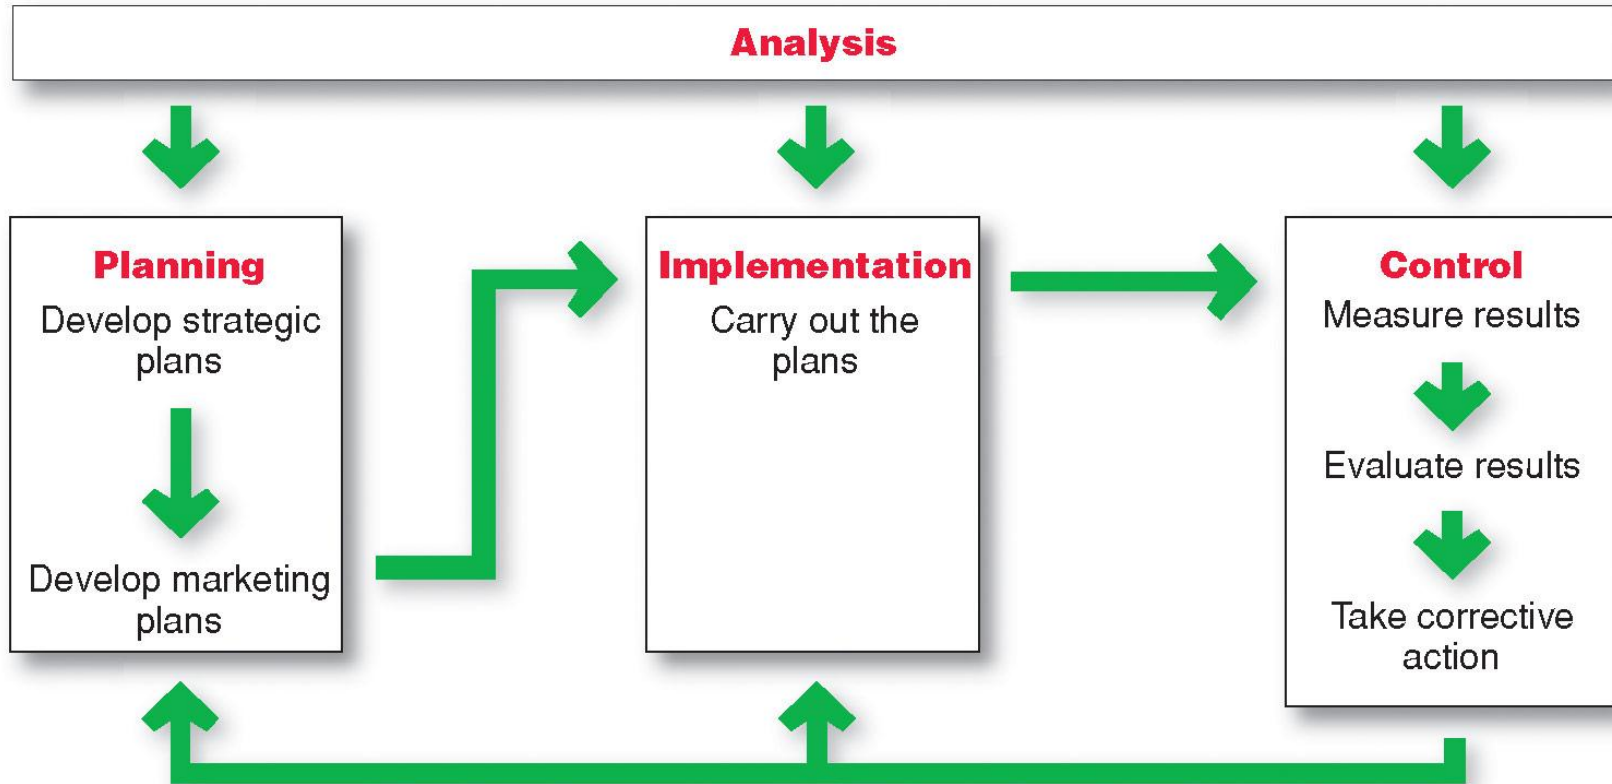 Analysis
Planning
Develop strategic
plans
Develop marketing
plans
Implementation
Carry out the
plans
Control
Measure results
Evaluate results
Take corrective
action